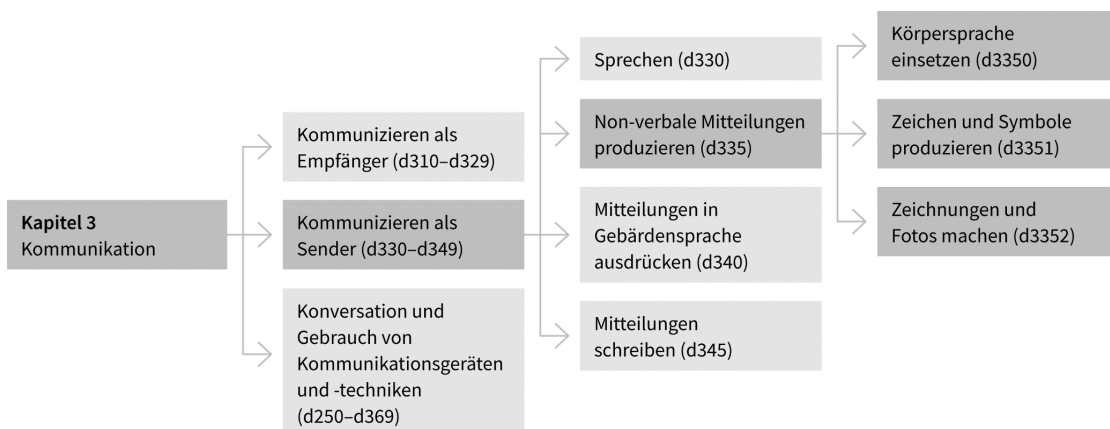 Kapitel 3
Kommunikation
Kommunizieren als
Empfänger (d310–d329)
Kommunizieren als
Sender (d330–d349)
Konversation und
Gebrauch von
Kommunikationsgeräten
und -techniken
(d250–d369)
Sprechen (d330)
Non-verbale Mitteilungen
produzieren (d335)
Mitteilungen in
Gebärdensprache
ausdrücken (d340)
Mitteilungen
schreiben (d345)
Körpersprache
einsetzen (d3350)
Zeichen und Symbole
produzieren (d3351)
Zeichnungen und
Fotos machen (d3352)